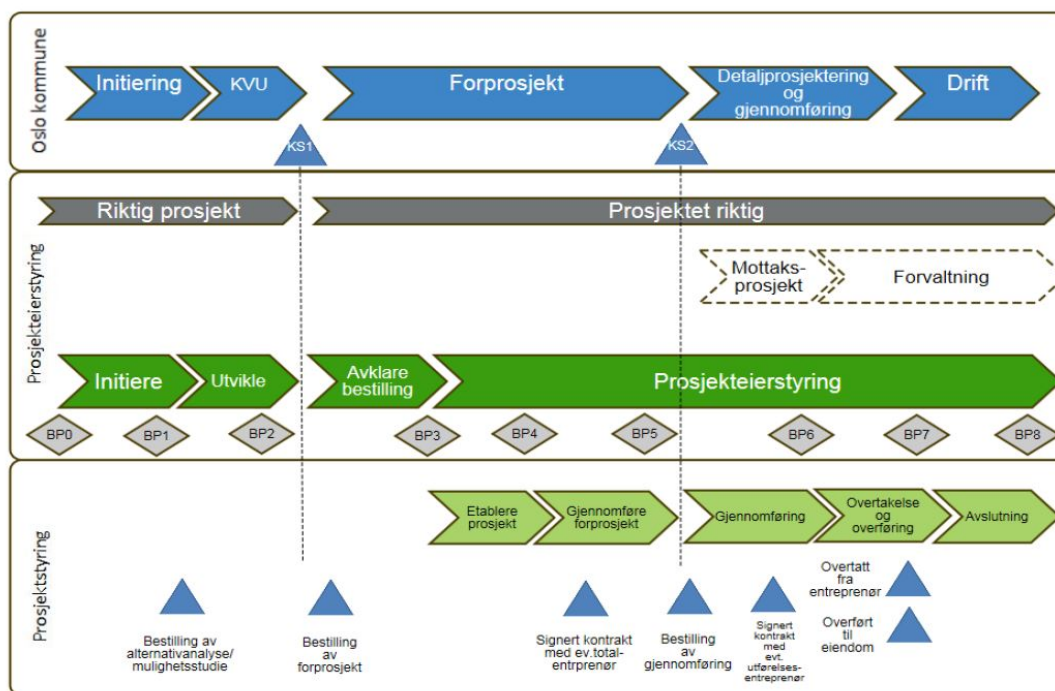 Oslo kommune
Initiering
KVU
Forprosjekt
Detaljprosjektering
og
gjennomføring
Drift
KS1
KS2
Prosjekteierstyring
Riktig prosjekt
Prosjektet riktig
Mottaks-
prosjekt
Forvaltning
Initiere
Utvikle
Avklare
bestilling
Prosjekteierstyring
BP0
BP1
BP2
BP3
BP4
BP5
BP6
BP7
BP8
Prosjektstyring
Etablere
prosjekt
Gjennomføre
forprosjekt
Gjennomføring
Overtakelse
og
overføring
Avslutning
Bestilling av
alternativanalyse/
mulighetsstudie
Bestilling
av
forprosjekt
Signert kontrakt
med ev.total-
entrprenør
Bestilling
av
gjennomføring
Signert
kontrakt
med
evt.
utførelses-
entreprenør
Overtatt
fra
entreprenør
Overført
til
eiendom